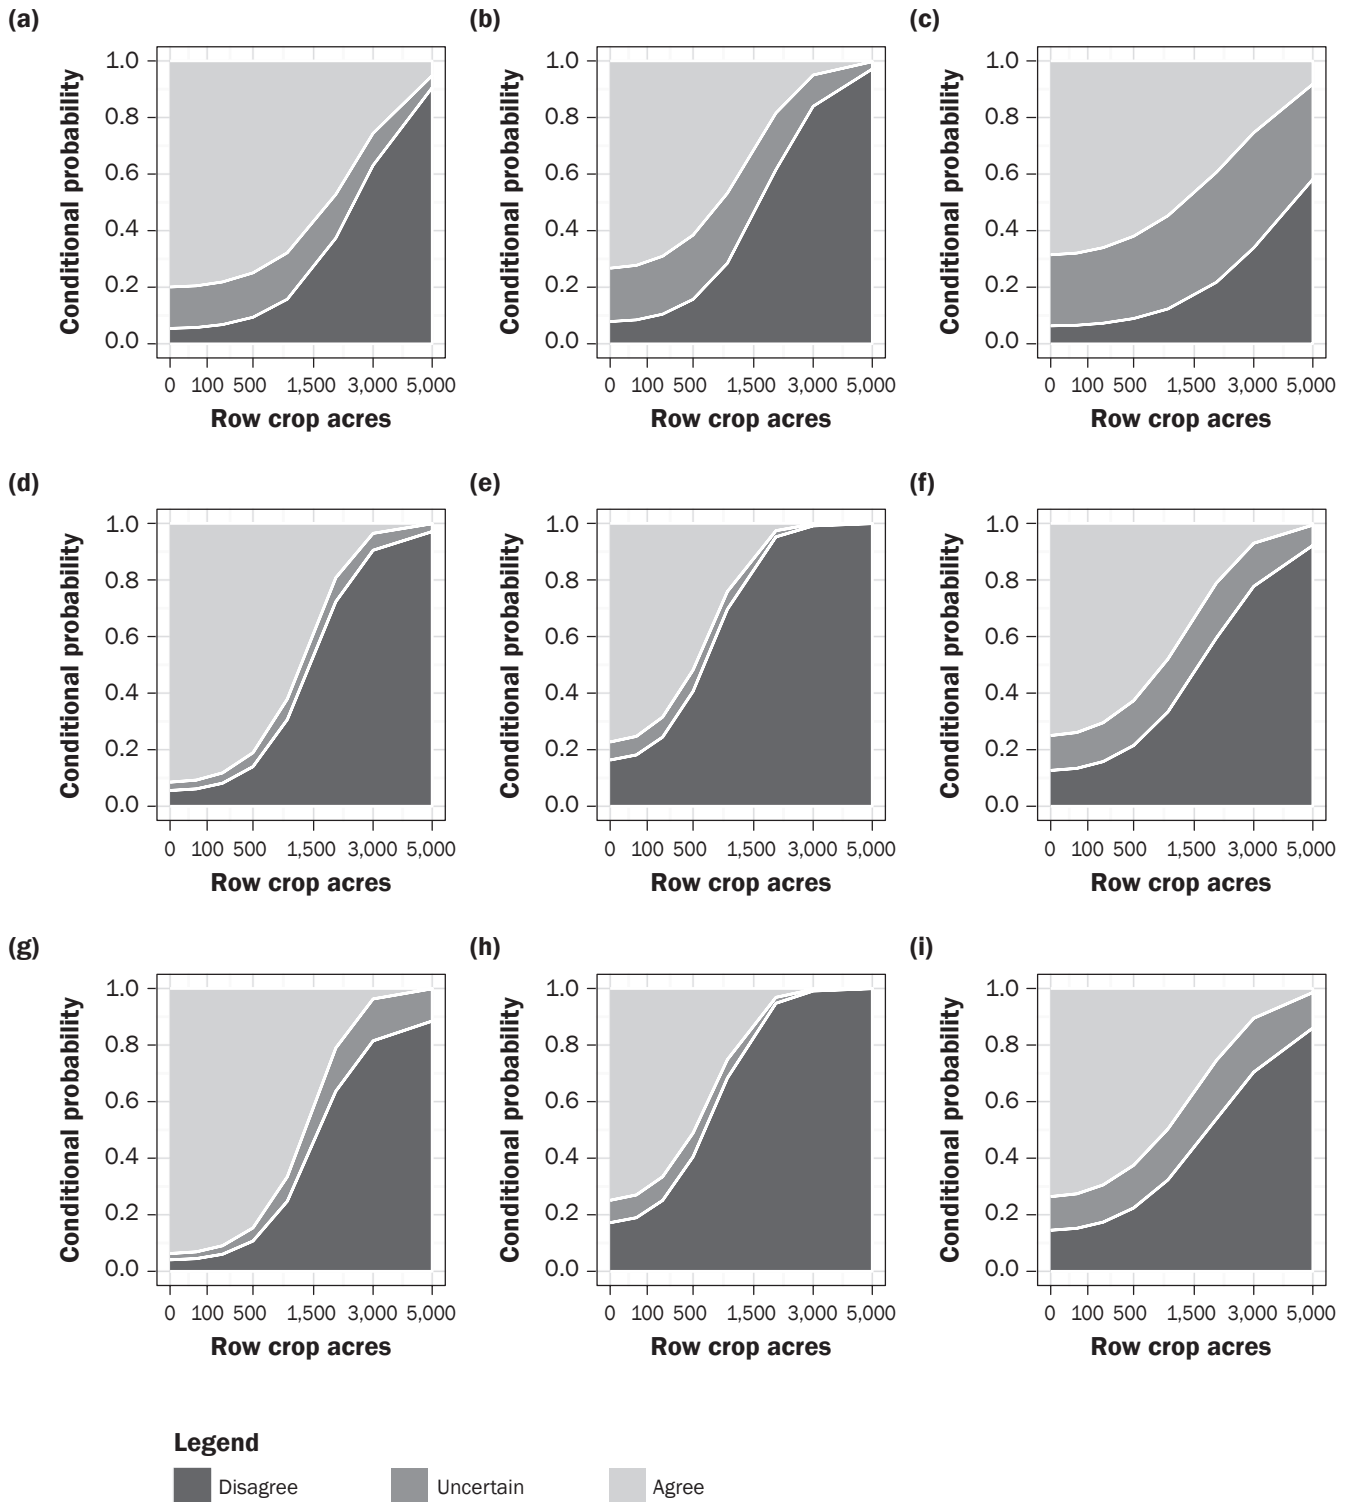 (a) (b) (c)
1.0 1.0 1.0
0.8 0.8 0.8
0.6 0.6 0.6
0.4 0.4 0.4
0.2 0.2 0.2
0.0 0.0 0.0
Conditional probability Conditional probability Conditional probability
0 100 500 1,500 3,000 5,000 0 100 500 1,500 3,000 5,000 0 100 500 1,500 3,000 5,000
Row crop acres Row crop acres Row crop acres
(d) (e) (f)
1.0 1.0 1.0
0.8 0.8 0.8
0.6 0.6 0.6
0.4 0.4 0.4
0.2 0.2 0.2
0.0 0.0 0.0
Conditional probability Conditional probability Conditional probability
0 100 500 1,500 3,000 5,000 0 100 500 1,500 3,000 5,000 0 100 500 1,500 3,000 5,000
Row crop acres Row crop acres Row crop acres
(g) (h) (i)
1.0 1.0 1.0
0.8 0.8 0.8
0.6 0.6 0.6
0.4 0.4 0.4
0.2 0.2 0.2
0.0 0.0 0.0
Conditional probability Conditional probability Conditional probability
0 100 500 1,500 3,000 5,000 0 100 500 1,500 3,000 5,000 0 100 500 1,500 3,000 5,000
Row crop acres Row crop acres Row crop acres
Legend
Disagree Uncertain Agree